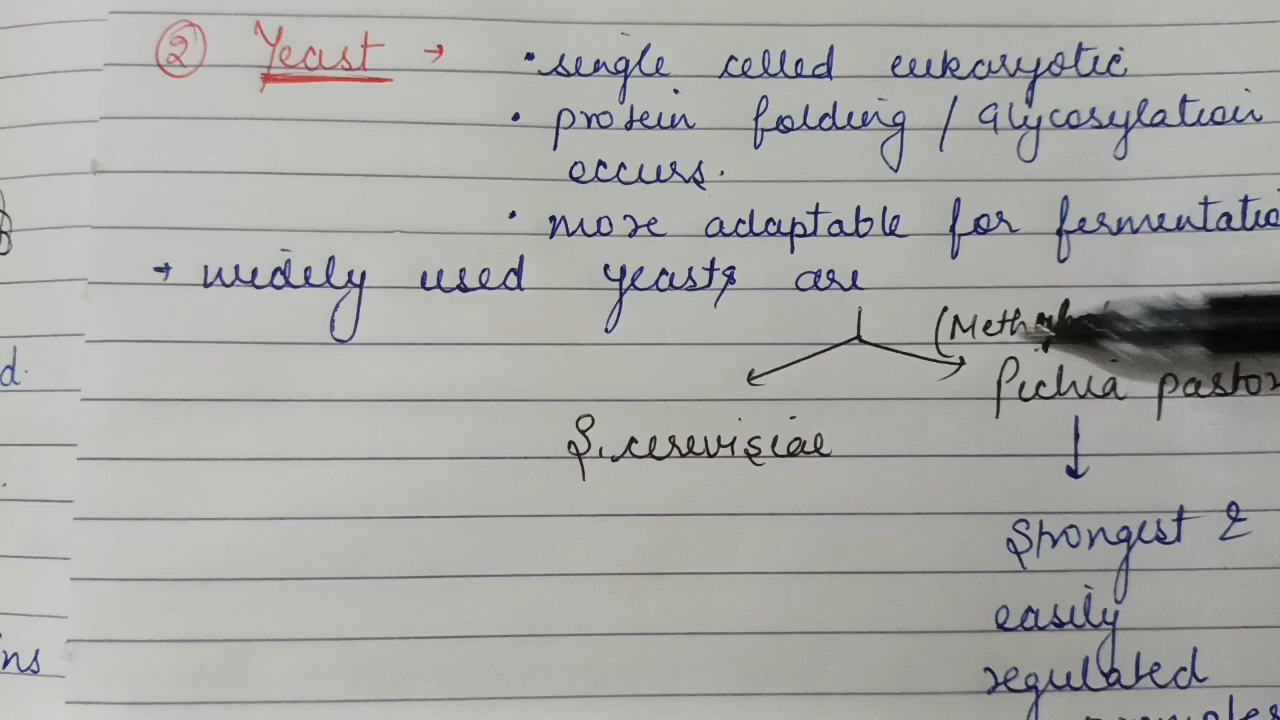 ② Yeast → • single celled eukaryotic
• protein folding / Glycosylation
occurs.
• more adaptable for fermentatio
→ widely used yeasts are
Pichia pastor
S. cerevisiae
Strongest &
easily
regulated
d.
ns